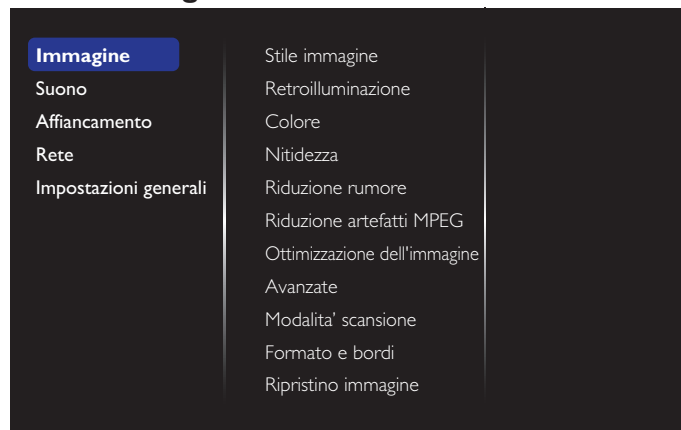 Immagine
Suono
Affiancamento
Rete
Impostazioni generali
Stile immagine
Retroilluminazione
Colore
Nitidezza
Riduzione rumore
Riduzione artefatti MPEG
Ottimizzazione dell'immagine
Avanzate
Modalita’ scansione
Formato e bordi
Ripristino immagine